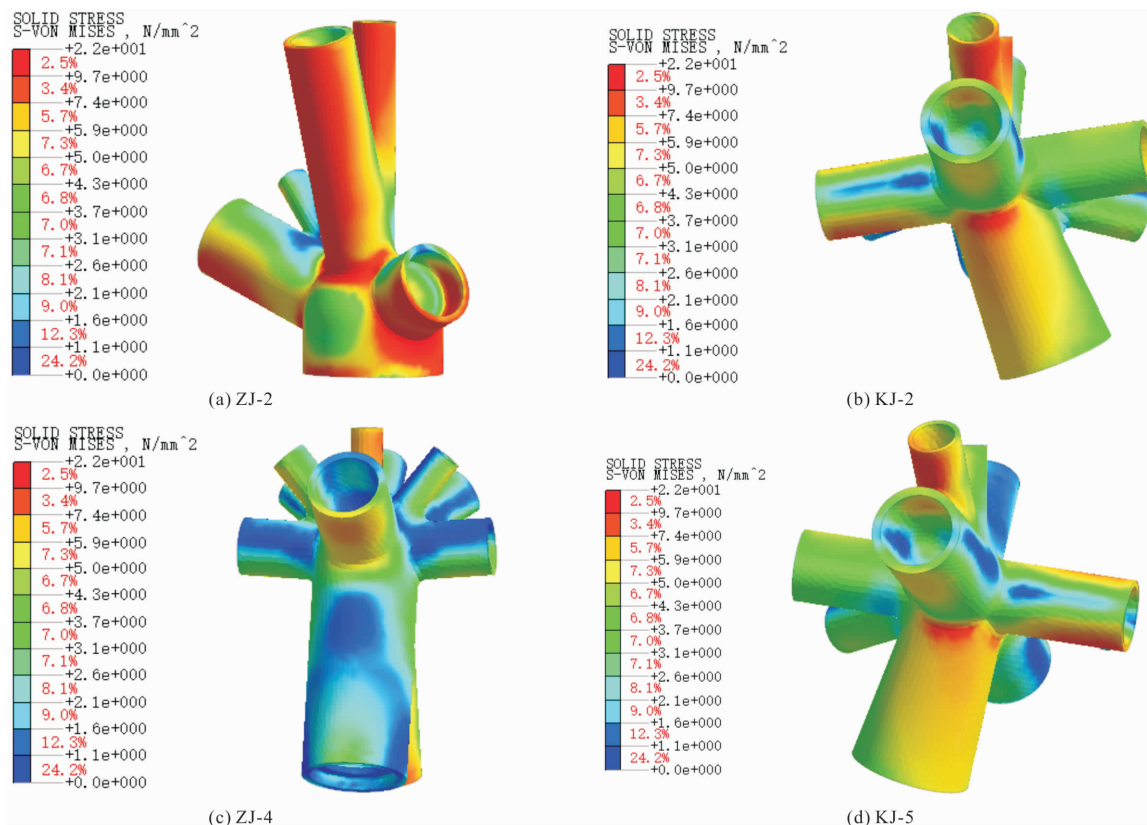 SOLID STRESS
S-VON MISES , N/mm^2
+2.2e+001
2.5%
+9.7e+000
3.4%
+7.4e+000
5.7%
+5.9e+000
7.3%
+5.0e+000
6.7%
+4.3e+000
6.8%
+3.7e+000
7.0%
+3.1e+000
7.1%
+2.6e+000
8.1%
+2.1e+000
9.0%
+1.6e+000
12.3%
+1.1e+000
24.2%
+0.0e+000
(a) ZJ-2
SOLID STRESS
S-VON MISES , N/mm^2
+2.2e+001
2.5%
+9.7e+000
3.4%
+7.4e+000
5.7%
+5.9e+000
7.3%
+5.0e+000
6.7%
+4.3e+000
6.8%
+3.7e+000
7.0%
+3.1e+000
7.1%
+2.6e+000
8.1%
+2.1e+000
9.0%
+1.6e+000
12.3%
+1.1e+000
24.2%
+0.0e+000
(b) KJ-2
SOLID STRESS
S-VON MISES , N/mm^2
+2.2e+001
2.5%
+9.7e+000
3.4%
+7.4e+000
5.7%
+5.9e+000
7.3%
+5.0e+000
6.7%
+4.3e+000
6.8%
+3.7e+000
7.0%
+3.1e+000
7.1%
+2.6e+000
8.1%
+2.1e+000
9.0%
+1.6e+000
12.3%
+1.1e+000
24.2%
+0.0e+000
(c) ZJ-4
SOLID STRESS
S-VON MISES , N/mm^2
+2.2e+001
2.5%
+9.7e+000
3.4%
+7.4e+000
5.7%
+5.9e+000
7.3%
+5.0e+000
6.7%
+4.3e+000
6.8%
+3.7e+000
7.0%
+3.1e+000
7.1%
+2.6e+000
8.1%
+2.1e+000
9.0%
+1.6e+000
12.3%
+1.1e+000
24.2%
+0.0e+000
(d) KJ-5